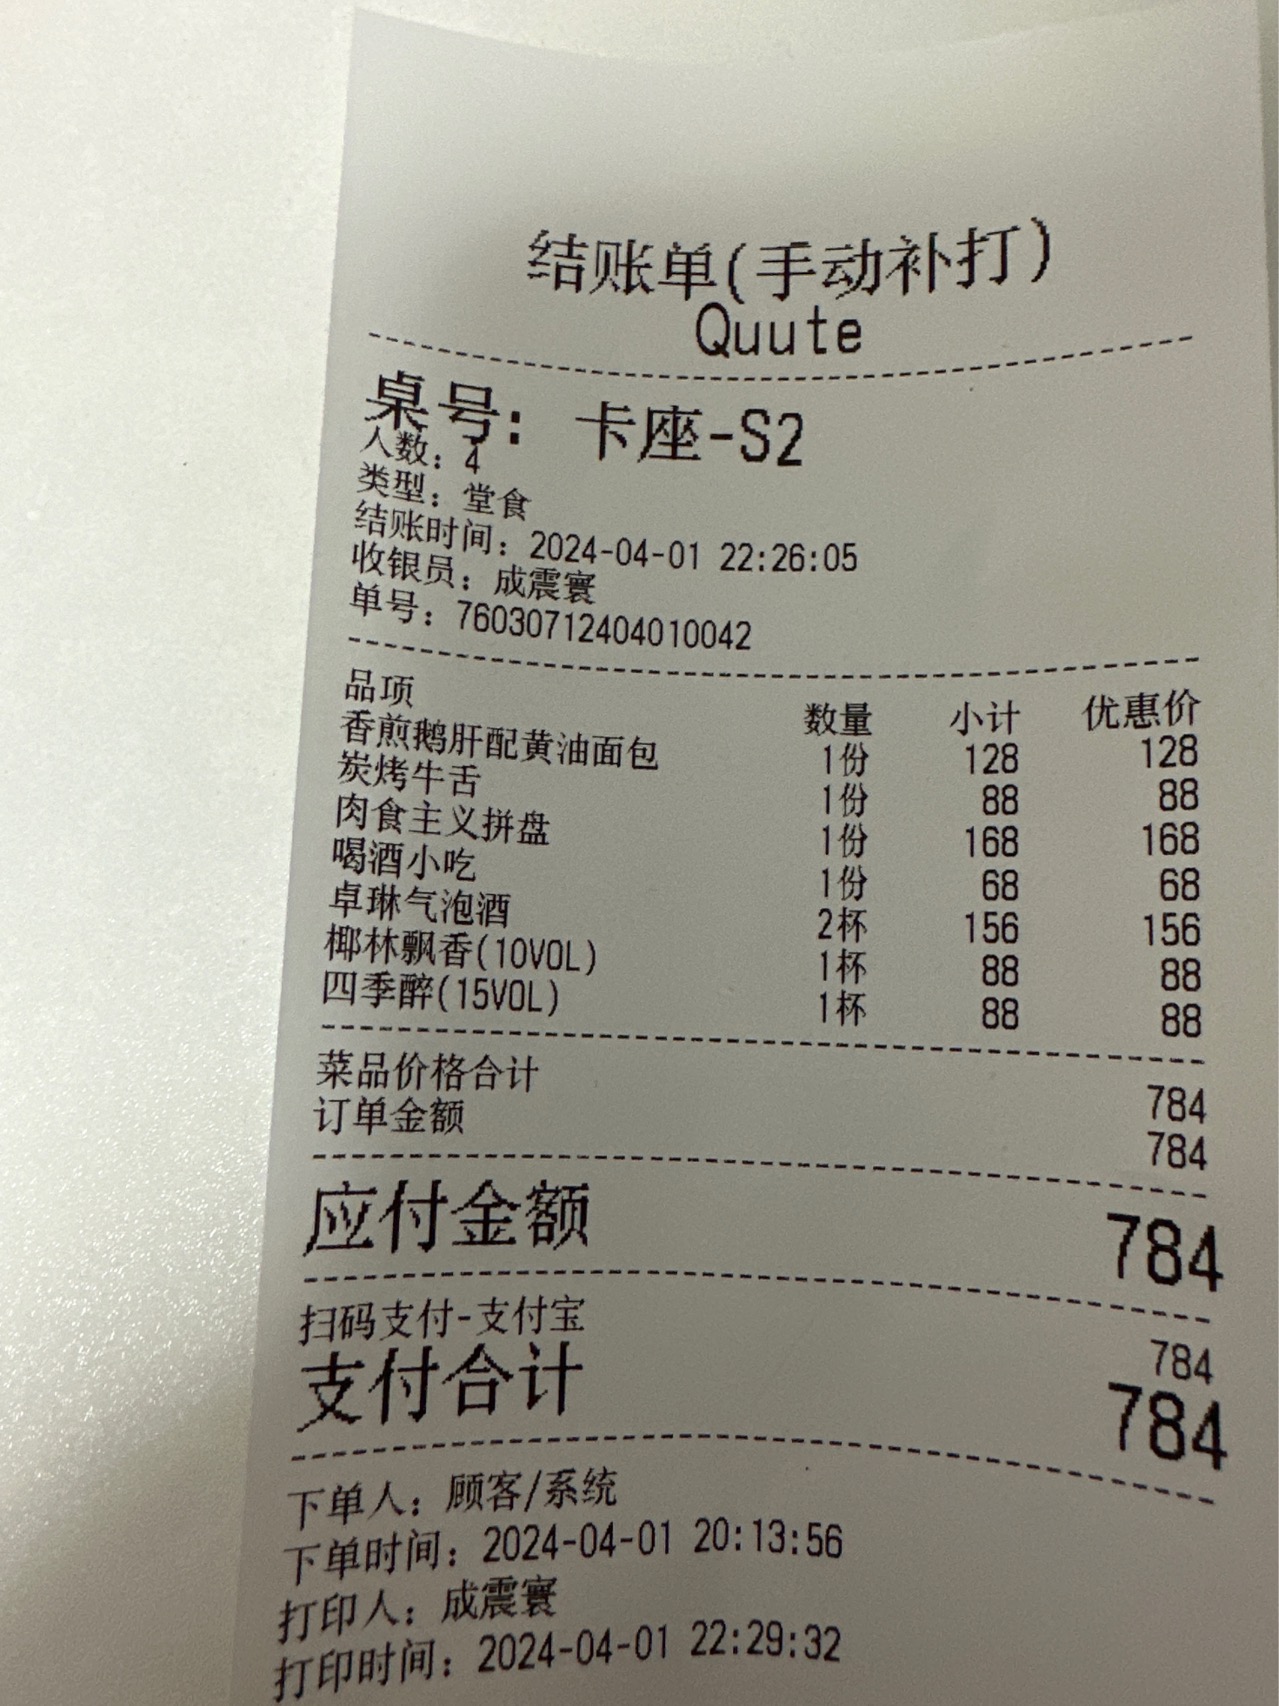 结账单(手动补打)
Quute
桌号: 卡座-S2
人数: 4
类型: 堂食
结账时间: 2024-04-01 22:26:05
收银员: 成震寰
单号: 76030712404010042
品项 数量 小计 优惠价
香煎鹅肝配黄油面包 1份 128 128
炭烤牛舌 1份 88 88
肉食主义拼盘 1份 168 168
喝酒小吃 1份 68 68
卓琳气泡酒 2杯 156 156
椰林飘香(10VOL) 1杯 88 88
四季醉(15VOL) 1杯 88 88
菜品价格合计 784
订单金额 784
应付金额 784
扫码支付-支付宝 784
支付合计 784
下单人: 顾客/系统
下单时间: 2024-04-01 20:13:56
打印人: 成震寰
打印时间: 2024-04-01 22:29:32